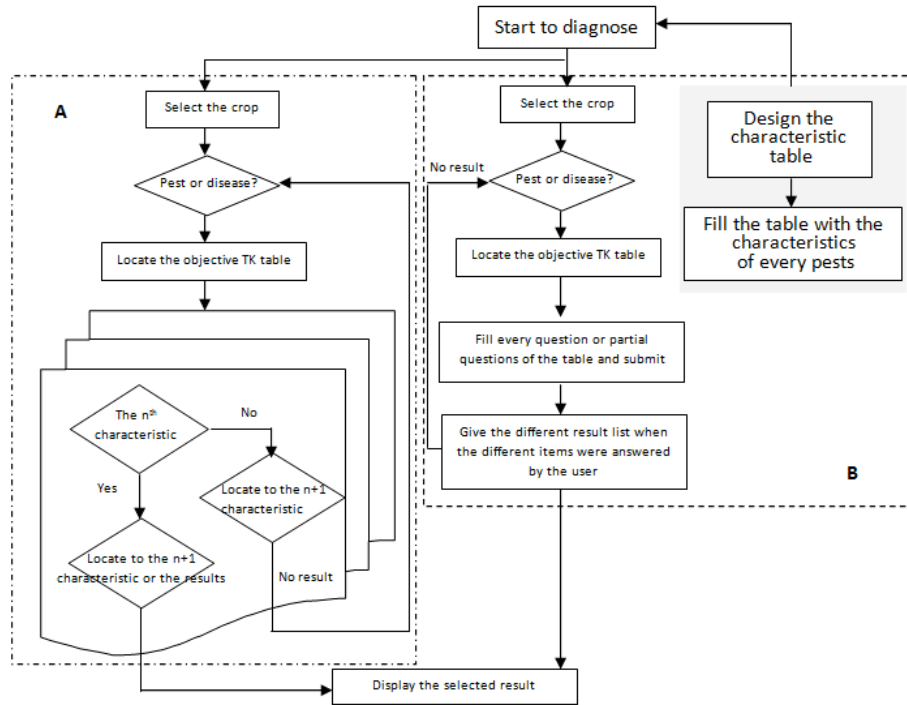 Start to diagnose
A
Select the crop
Pest or disease?
Locate the objective TK table
The nth
characteristic
No
Yes
Locate to the n+1
characteristic
Locate to the n+1
characteristic or the results
No result
Select the crop
No result
Pest or disease?
Locate the objective TK table
Fill every question or partial
questions of the table and submit
Give the different result list when
the different items were answered
by the user
B
Design the
characteristic
table
Fill the table with the
characteristics
of every pests
Display the selected result